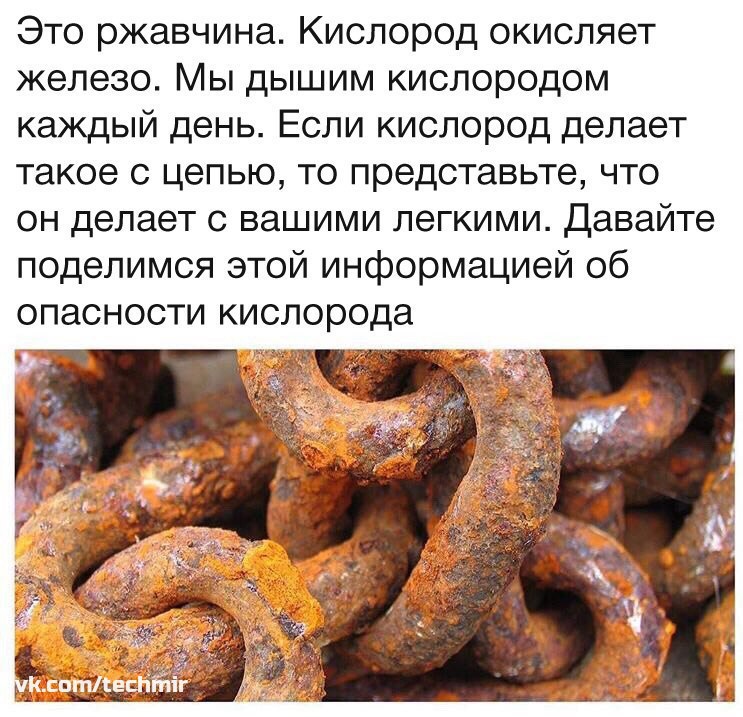 Это ржавчина. Кислород окисляет
железо. Мы дышим кислородом
каждый день. Если кислород делает
такое с цепью, то представьте, что
он делает с вашими легкими. Давайте
поделимся этой информацией об
опасности кислорода
vk.com/techmir